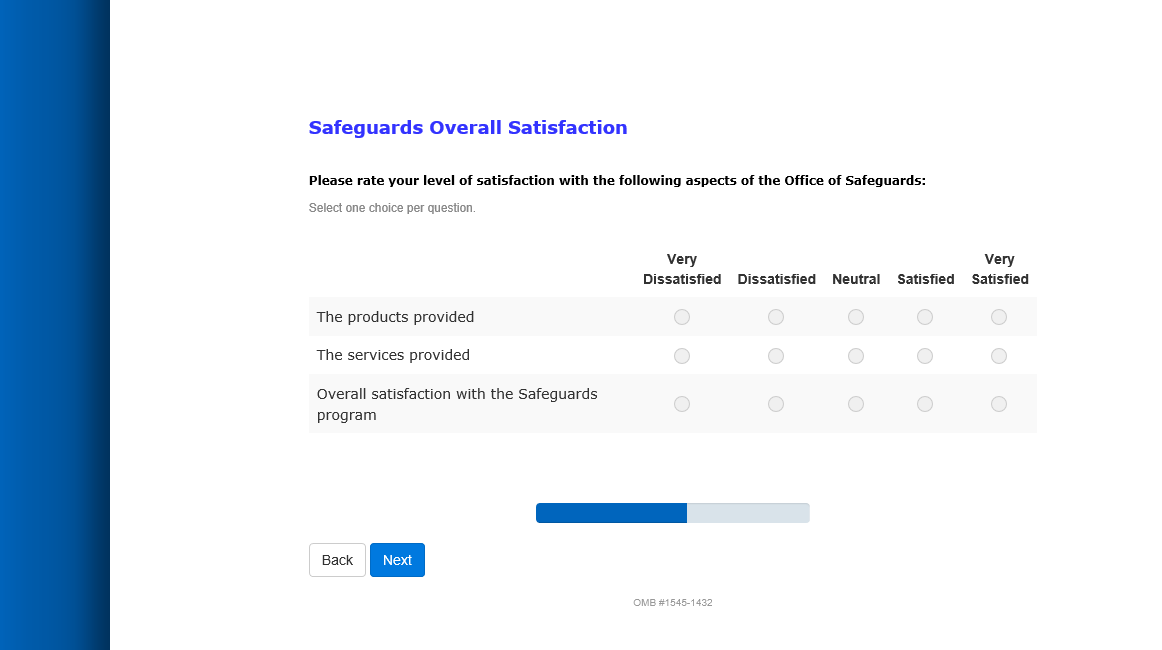 Safeguards Overall Satisfaction
Please rate your level of satisfaction with the following aspects of the Office of Safeguards:
Select one choice per question.
Very Dissatisfied Dissatisfied Neutral Satisfied Very Satisfied
The products provided
The services provided
Overall satisfaction with the Safeguards
program
Back Next
OMB #1545-1432